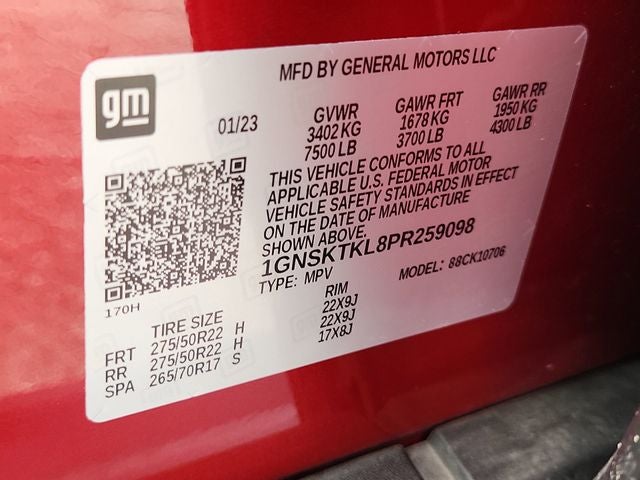 MFD BY GENERAL MOTORS LLC
gm
01/23
GVWR GAWR FRT GAWR RR
3402 KG 1678 KG 1950 KG
7500 LB 3700 LB 4300 LB
THIS VEHICLE CONFORMS TO ALL
APPLICABLE U.S. FEDERAL MOTOR
VEHICLE SAFETY STANDARDS IN EFFECT
ON THE DATE OF MANUFACTURE
SHOWN ABOVE.
1GNSKTKL8PR259098
TYPE: MPV MODEL: 88CK10706
170H
TIRE SIZE RIM
FRT 275/50R22 H 22X9J
RR 275/50R22 H 22X9J
SPA 265/70R17 S 17X8J